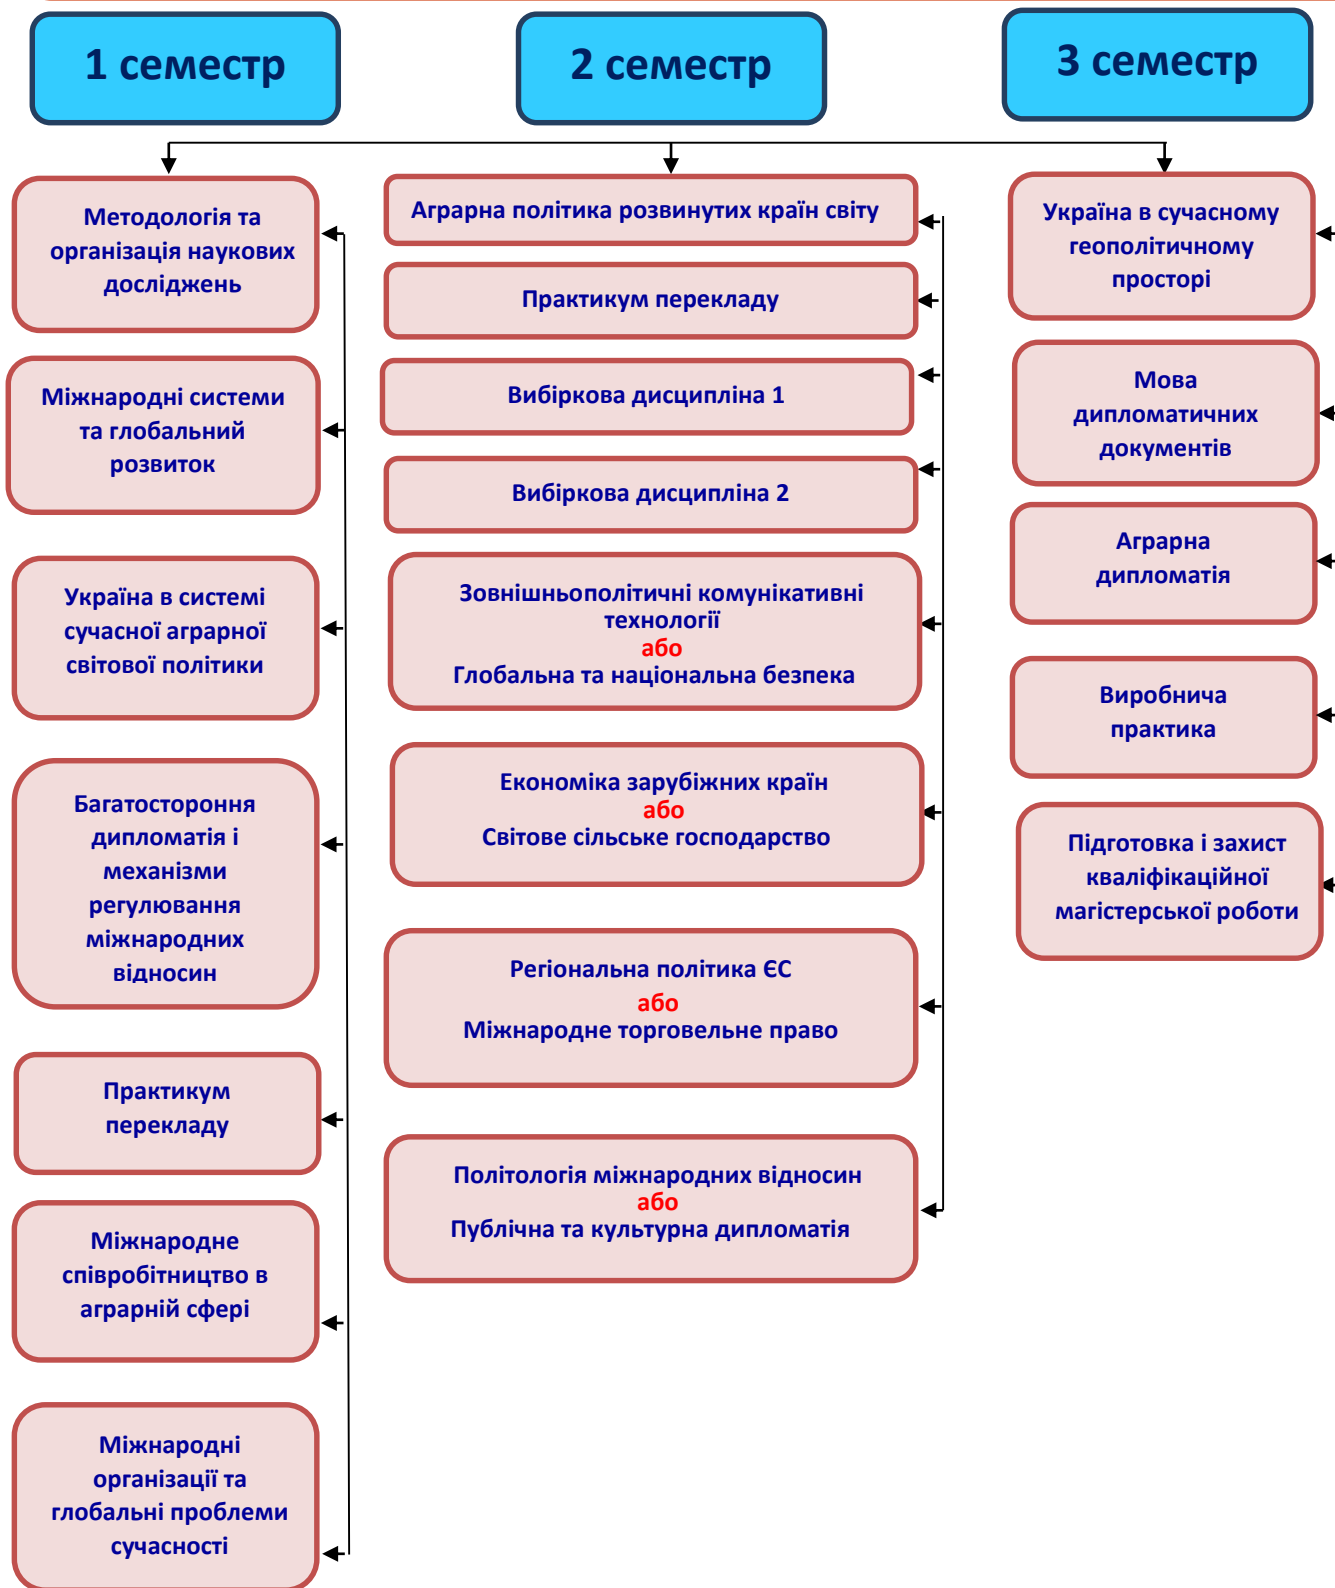 1 семестр
2 семестр
3 семестр
Методологія та
організація наукових
досліджень
Міжнародні системи
та глобальний
розвиток
Україна в системі
сучасної аграрної
світової політики
Багатостороння
дипломатія і
механізми
регулювання
міжнародних
відносин
Практикум
перекладу
Міжнародне
співробітництво в
аграрній сфері
Міжнародні
організації та
глобальні проблеми
сучасності
Аграрна політика розвинутих країн світу
Практикум перекладу
Вибіркова дисципліна 1
Вибіркова дисципліна 2
Зовнішньополітичні комунікативні
технології
або
Глобальна та національна безпека
Економіка зарубіжних країн
або
Світове сільське господарство
Регіональна політика ЄС
або
Міжнародне торговельне право
Політологія міжнародних відносин
або
Публічна та культурна дипломатія
Україна в сучасному
геополітичному
просторі
Мова
дипломатичних
документів
Аграрна
дипломатія
Виробнича
практика
Підготовка і захист
кваліфікаційної
магістерської роботи